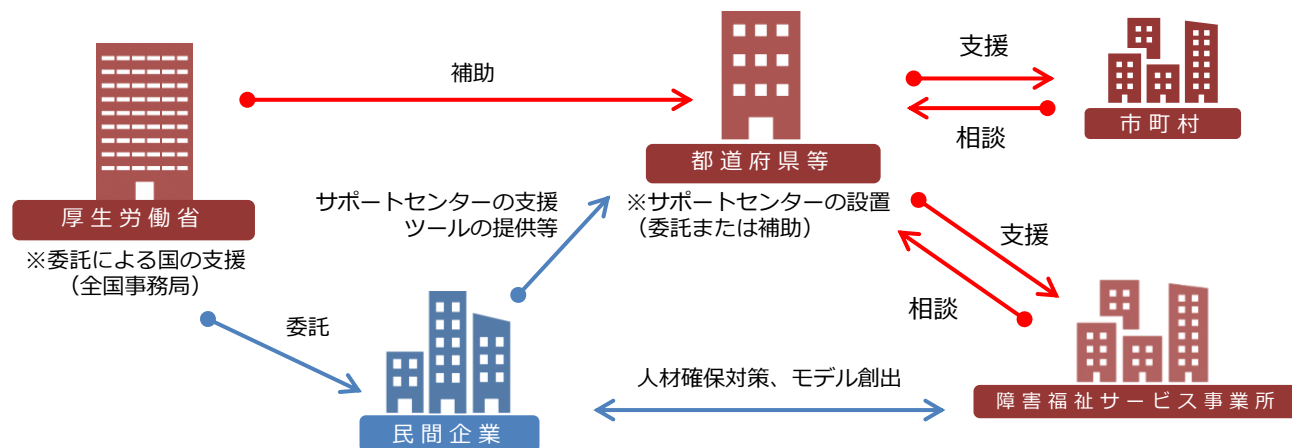 補助
支援
相談
市町村
都道府県等
※サポートセンターの設置
（委託または補助）
厚生労働省
※委託による国の支援
（全国事務局）
サポートセンターの支援
ツールの提供等
支援
相談
委託
民間企業
人材確保対策、モデル創出
障害福祉サービス事業所